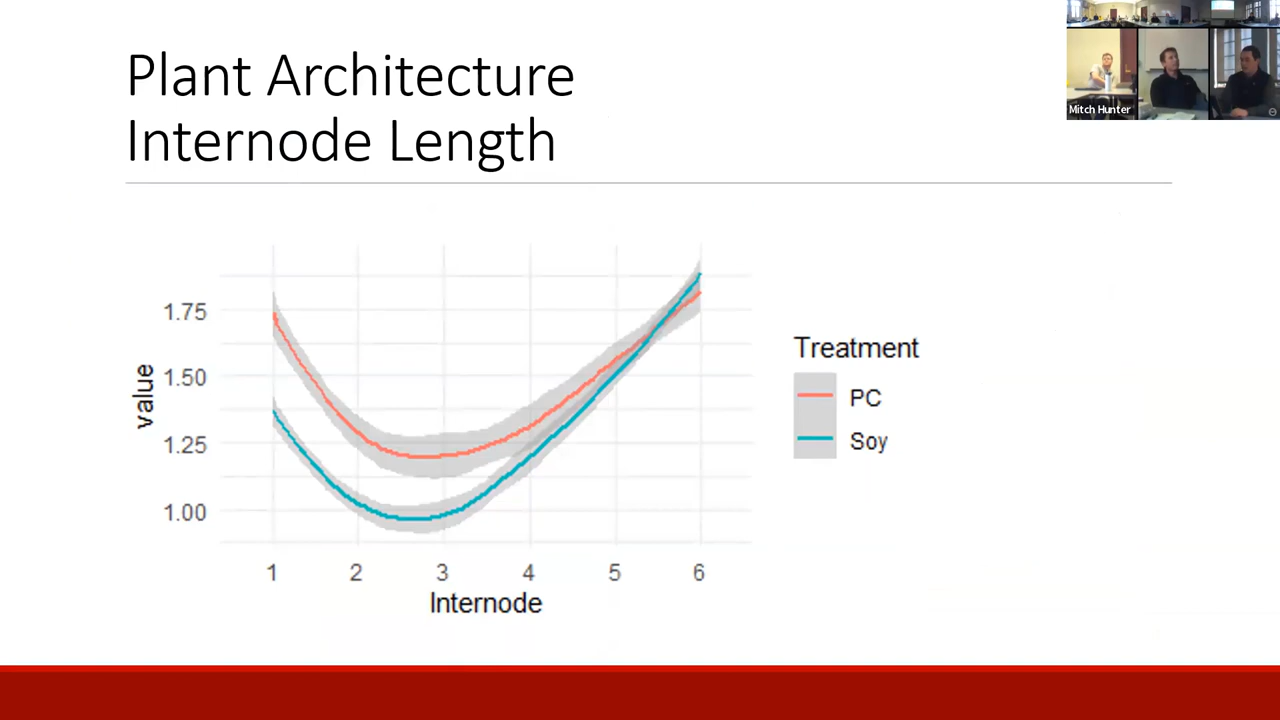 Plant Architecture
Internode Length
Mitch Hunter
value
1.75
1.50
1.25
1.00
1 2 3 4 5 6
Internode
Treatment
PC
Soy